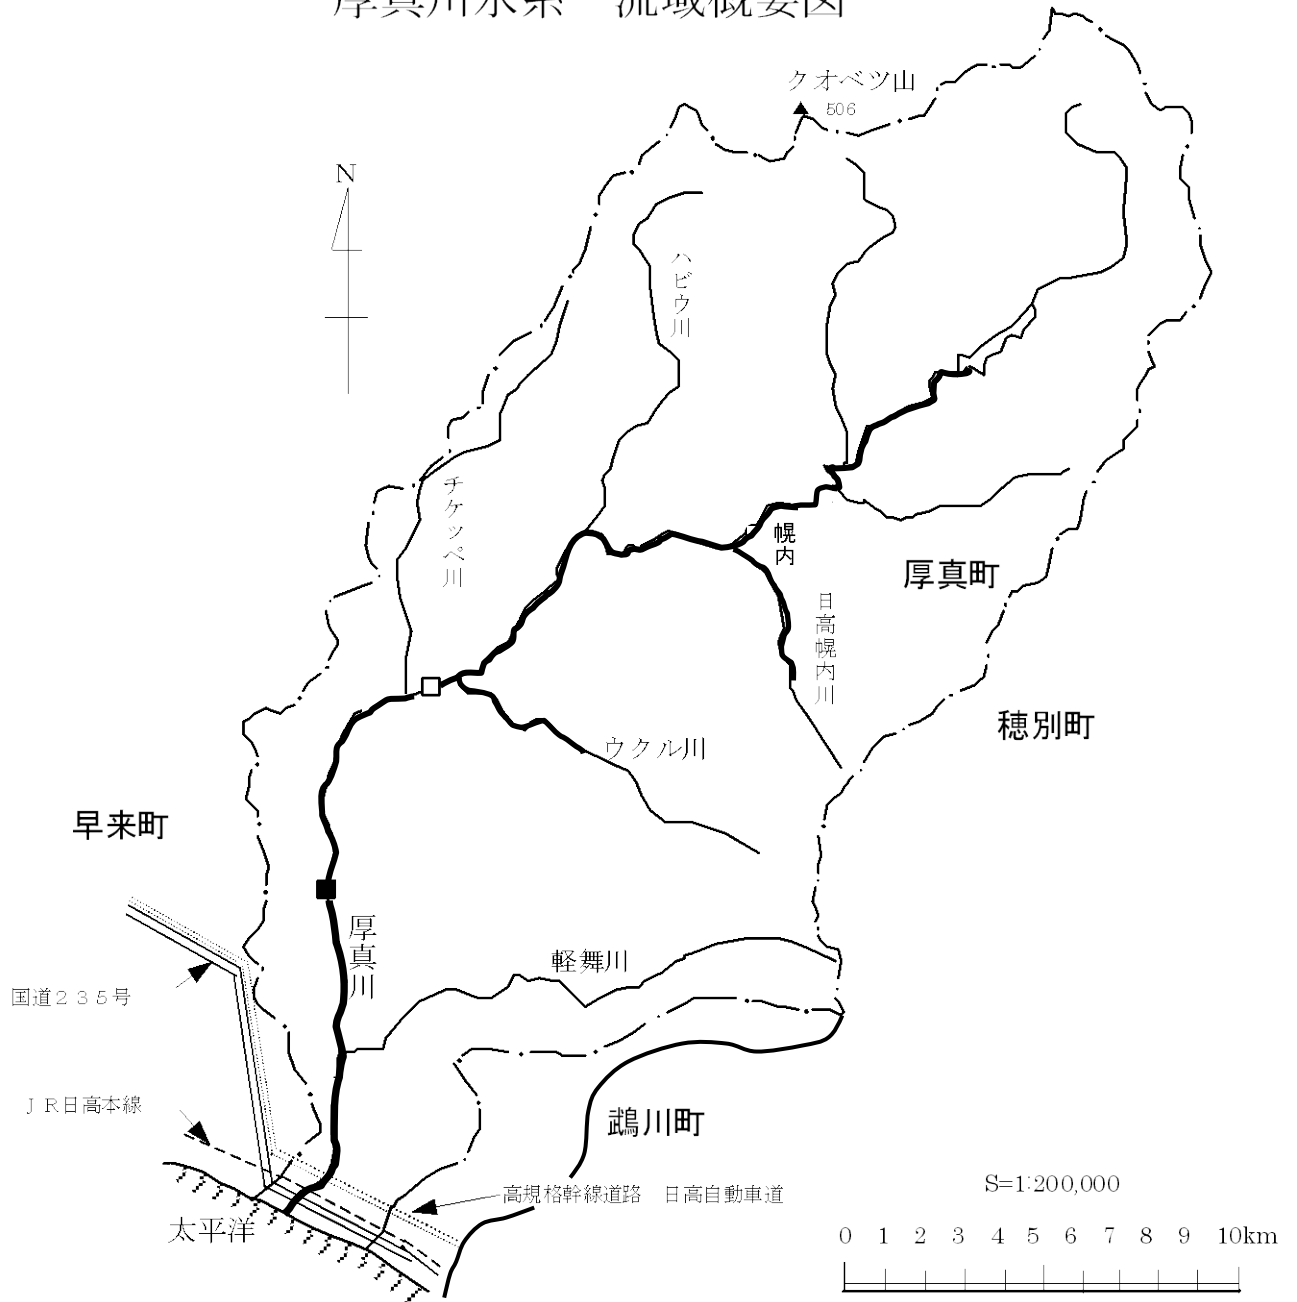 厚真川水系　流域概要図
クオベツ山
506
N
ハビウ川
チケッペ川
幌内
厚真町
日高幌内川
穂別町
ウクル川
早来町
厚真川
軽舞川
国道２３５号
ＪＲ日高本線
鵡川町
高規格幹線道路　日高自動車道
太平洋
S=1:200,000
0 1 2 3 4 5 6 7 8 9 10km